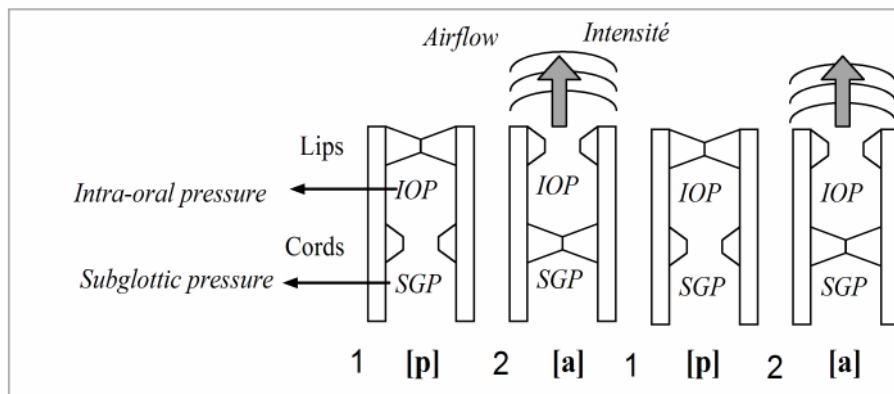 Airflow Intensité
Lips
Intra-oral pressure IOP IOP IOP IOP
Cords
Subglottic pressure SGP SGP SGP SGP
1 [p] 2 [a] 1 [p] 2 [a]